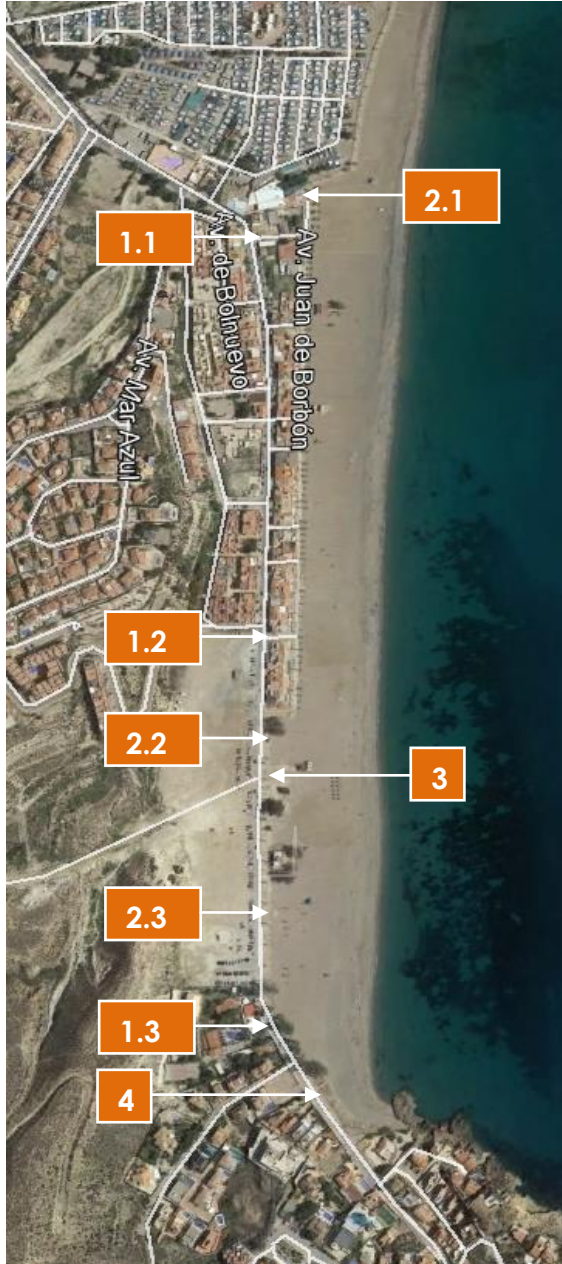 2.1
1.1
Av. de Bolnuevo
Av. Juan de Borbón
Av. Mar Azul
1.2
2.2
3
2.3
1.3
4